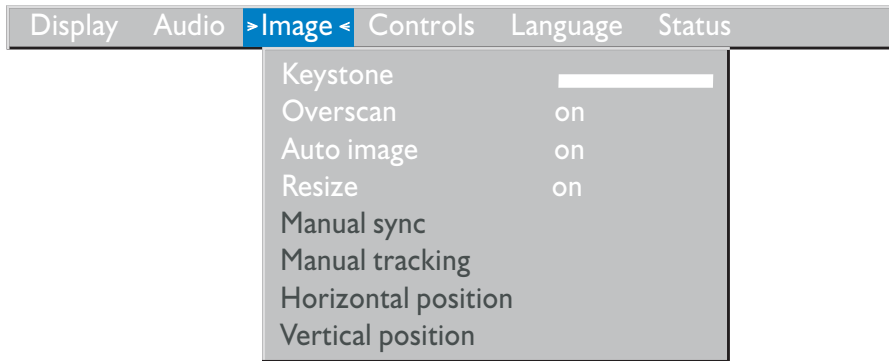 Display Audio >Image < Controls Language Status
Keystone
Overscan on
Auto image on
Resize on
Manual sync
Manual tracking
Horizontal position
Vertical position